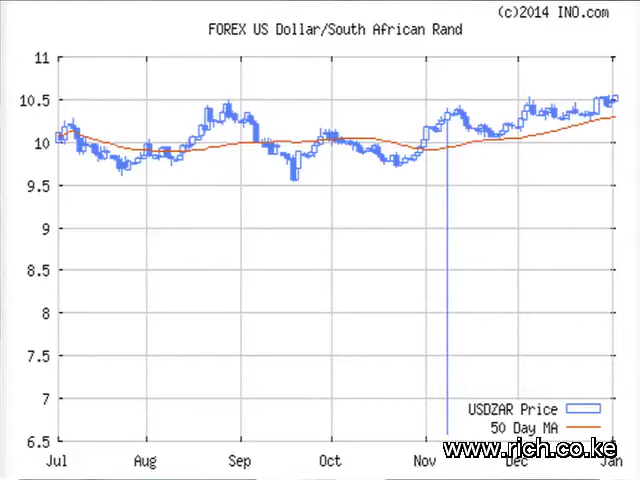 (c)2014 INO.com
FOREX US Dollar/South African Rand
11
10.5
10
9.5
9
8.5
8
7.5
7
6.5
USDZAR Price
50 Day MA
www.rich.co.ke
Jul Aug Sep Oct Nov Dec Jan